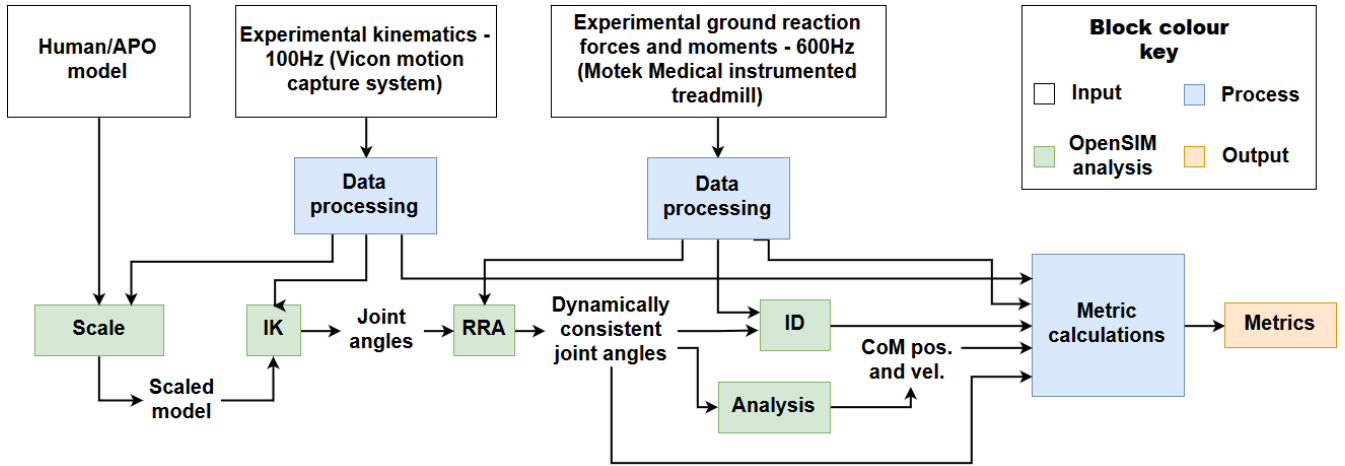 Human/APO
model
Experimental kinematics -
100Hz (Vicon motion
capture system)
Experimental ground reaction
forces and moments - 600Hz
(Motek Medical instrumented
treadmill)
Block colour
key
Input
Process
OpenSIM
analysis
Output
Data
processing
Data
processing
Scale
IK
Joint
angles
RRA
Dynamically
consistent
joint angles
ID
CoM pos.
and vel.
Metric
calculations
Metrics
Scaled
model
Analysis